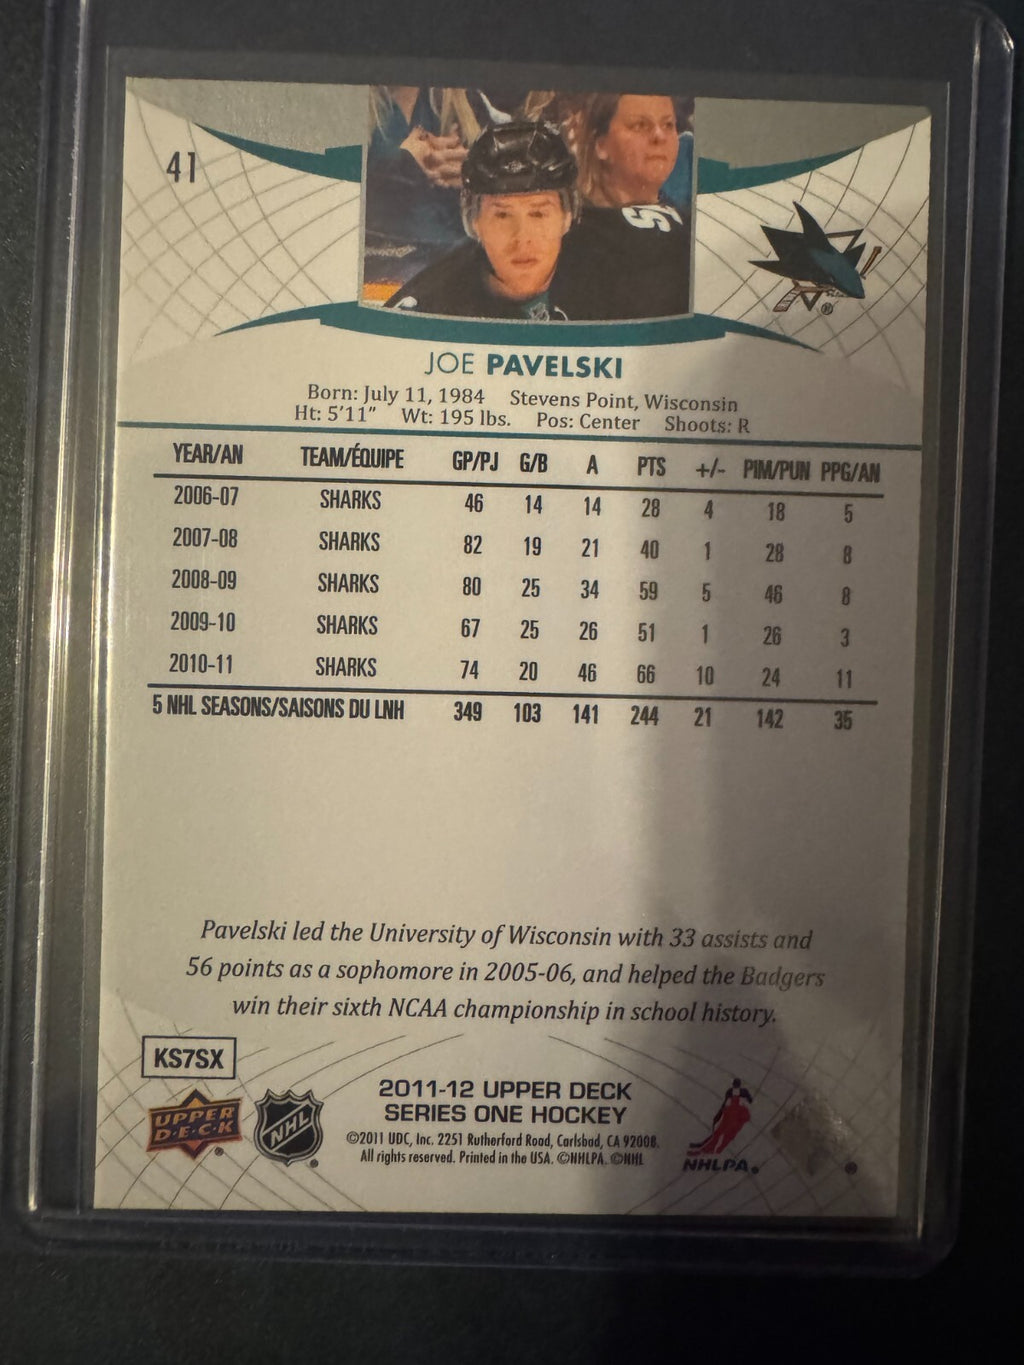 41
JOE PAVELSKI
Born: July 11, 1984 Stevens Point, Wisconsin
Ht: 5'11" Wt: 195 lbs. Pos: Center Shoots: R
YEAR/AN TEAM/ÉQUIPE GP/PJ G/B A PTS +/- PIM/PUN PPG/AN
2006-07 SHARKS 46 14 14 28 4 18 5
2007-08 SHARKS 82 19 21 40 1 28 8
2008-09 SHARKS 80 25 34 59 5 46 8
2009-10 SHARKS 67 25 26 51 1 26 3
2010-11 SHARKS 74 20 46 66 10 24 11
5 NHL SEASONS/SAISONS DU LNH 349 103 141 244 21 142 35
Pavelski led the University of Wisconsin with 33 assists and
56 points as a sophomore in 2005-06, and helped the Badgers
win their sixth NCAA championship in school history.
KS7SX
UPPER
D·E·C·K
®
NHL
®
2011-12 UPPER DECK
SERIES ONE HOCKEY
©2011 UDC, Inc. 2251 Rutherford Road, Carlsbad, CA 92008.
All rights reserved. Printed in the USA. ©NHLPA. ©NHL
NHLPA®
®